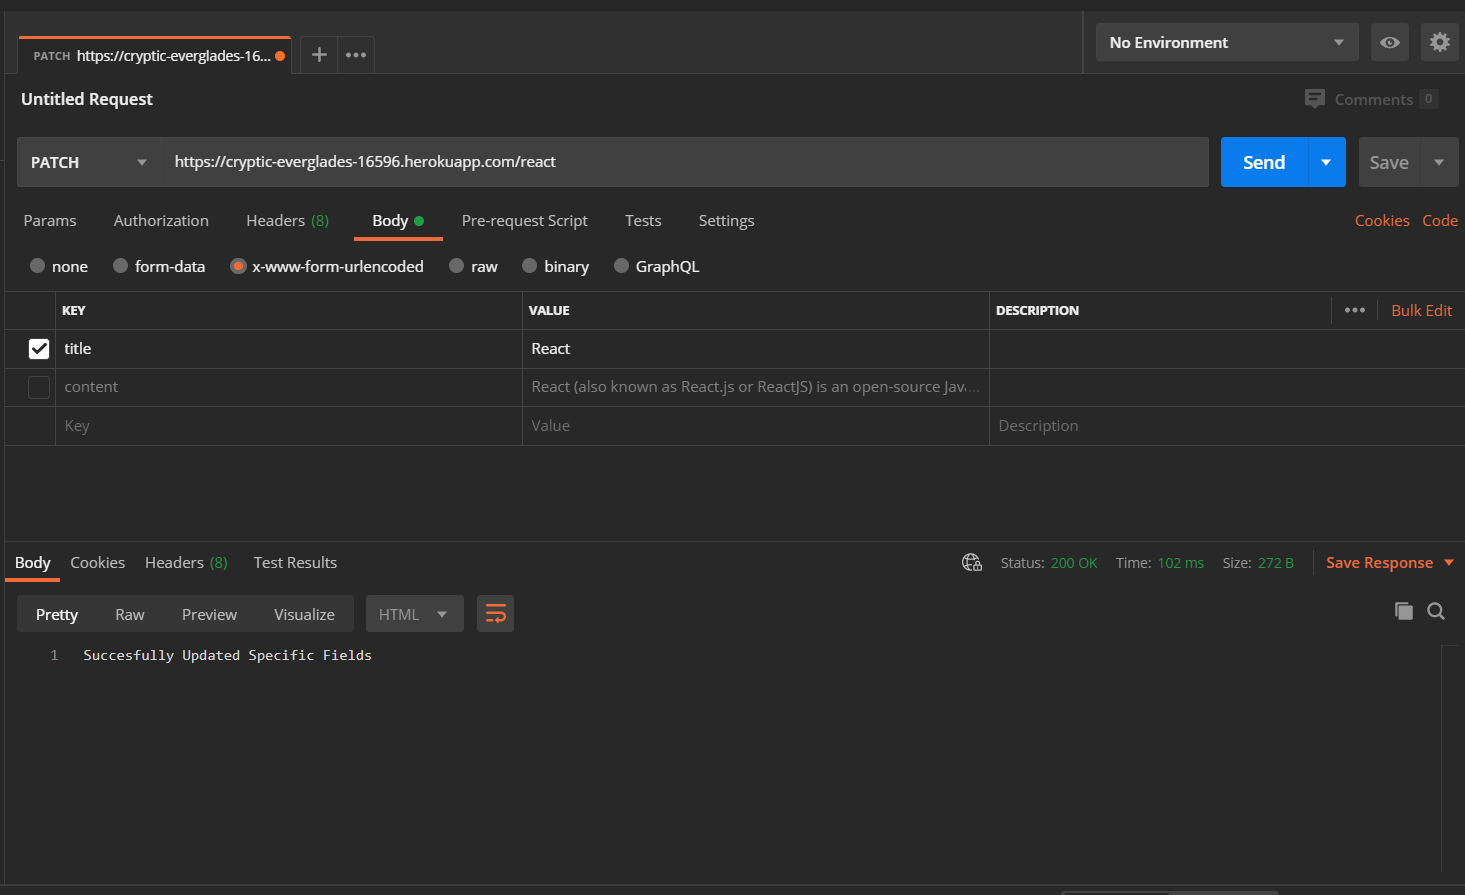 PATCH https://cryptic-everglades-16...
No Environment
Untitled Request
Comments 0
PATCH https://cryptic-everglades-16596.herokuapp.com/react Send Save
Params Authorization Headers (8) Body Pre-request Script Tests Settings Cookies Code
none form-data x-www-form-urlencoded raw binary GraphQL
KEY VALUE DESCRIPTION ••• Bulk Edit
title React
content React (also known as React.js or ReactJS) is an open-source Jav...
Key Value Description
Body Cookies Headers (8) Test Results Status: 200 OK Time: 102 ms Size: 272 B Save Response
Pretty Raw Preview Visualize HTML
1 Succesfully Updated Specific Fields